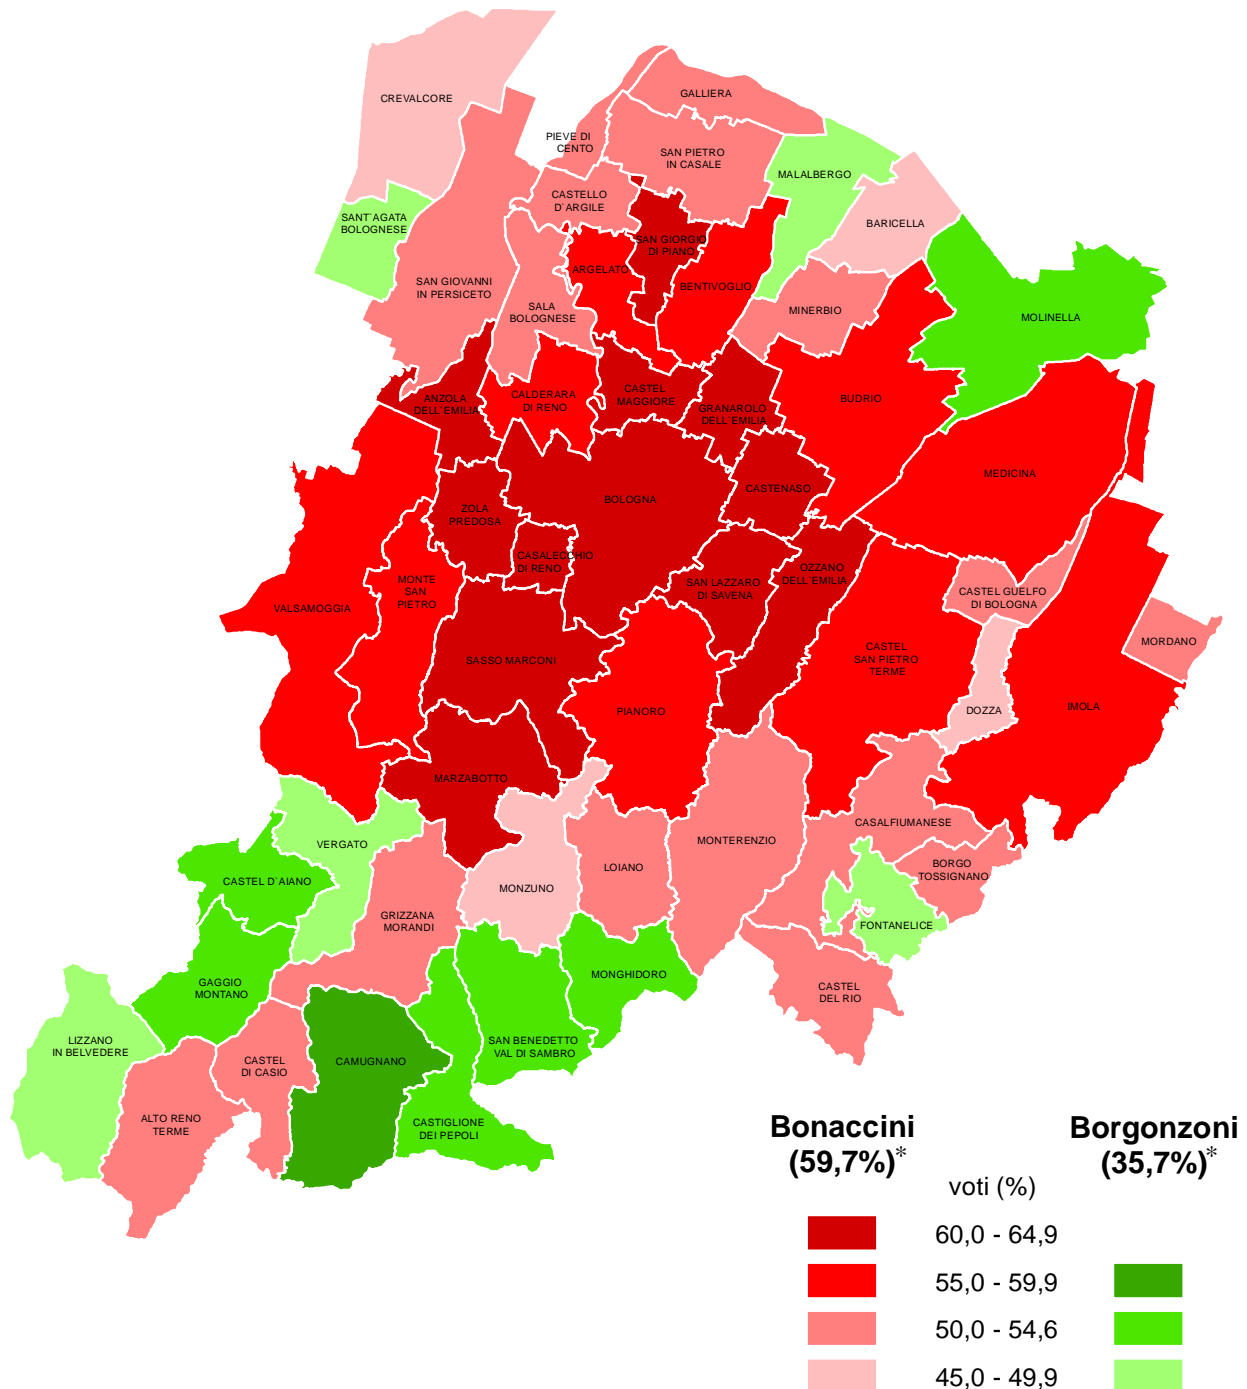 CREVALCORE
GALLIERA
PIEVE DI
CENTO
SAN PIETRO
IN CASALE
MALALBERGO
CASTELLO
D`ARGILE
SANT`AGATA
BOLOGNESE
BARICELLA
SAN GIORGIO
DI PIANO
ARGELATO
SAN GIOVANNI
IN PERSICETO
BENTIVOGLIO
SALA
BOLOGNESE
MINERBIO
MOLINELLA
ANZOLA
DELL`EMILIA
CALDERARA
DI RENO
CASTEL
MAGGIORE
GRANAROLO
DELL`EMILIA
BUDRIO
MEDICINA
CASTENASO
BOLOGNA
ZOLA
PREDOSA
CASALECCHIO
DI RENO
OZZANO
DELL`EMILIA
SAN LAZZARO
DI SAVENA
MONTE
SAN
PIETRO
VALSAMOGGIA
CASTEL GUELFO
DI BOLOGNA
MORDANO
CASTEL
SAN PIETRO
TERME
SASSO MARCONI
PIANORO
DOZZA
IMOLA
MARZABOTTO
VERGATO
CASALFIUMANESE
MONTERENZIO
LOIANO
BORGO
TOSSIGNANO
CASTEL D`AIANO
MONZUNO
GRIZZANA
MORANDI
FONTANELICE
MONGHIDORO
GAGGIO
MONTANO
CASTEL
DEL RIO
LIZZANO
IN BELVEDERE
SAN BENEDETTO
VAL DI SAMBRO
CASTEL
DI CASIO
CAMUGNANO
ALTO RENO
TERME
CASTIGLIONE
DEI PEPOLI
Bonaccini
(59,7%)*
Borgonzoni
(35,7%)*
voti (%)
60,0 - 64,9
55,0 - 59,9
50,0 - 54,6
45,0 - 49,9